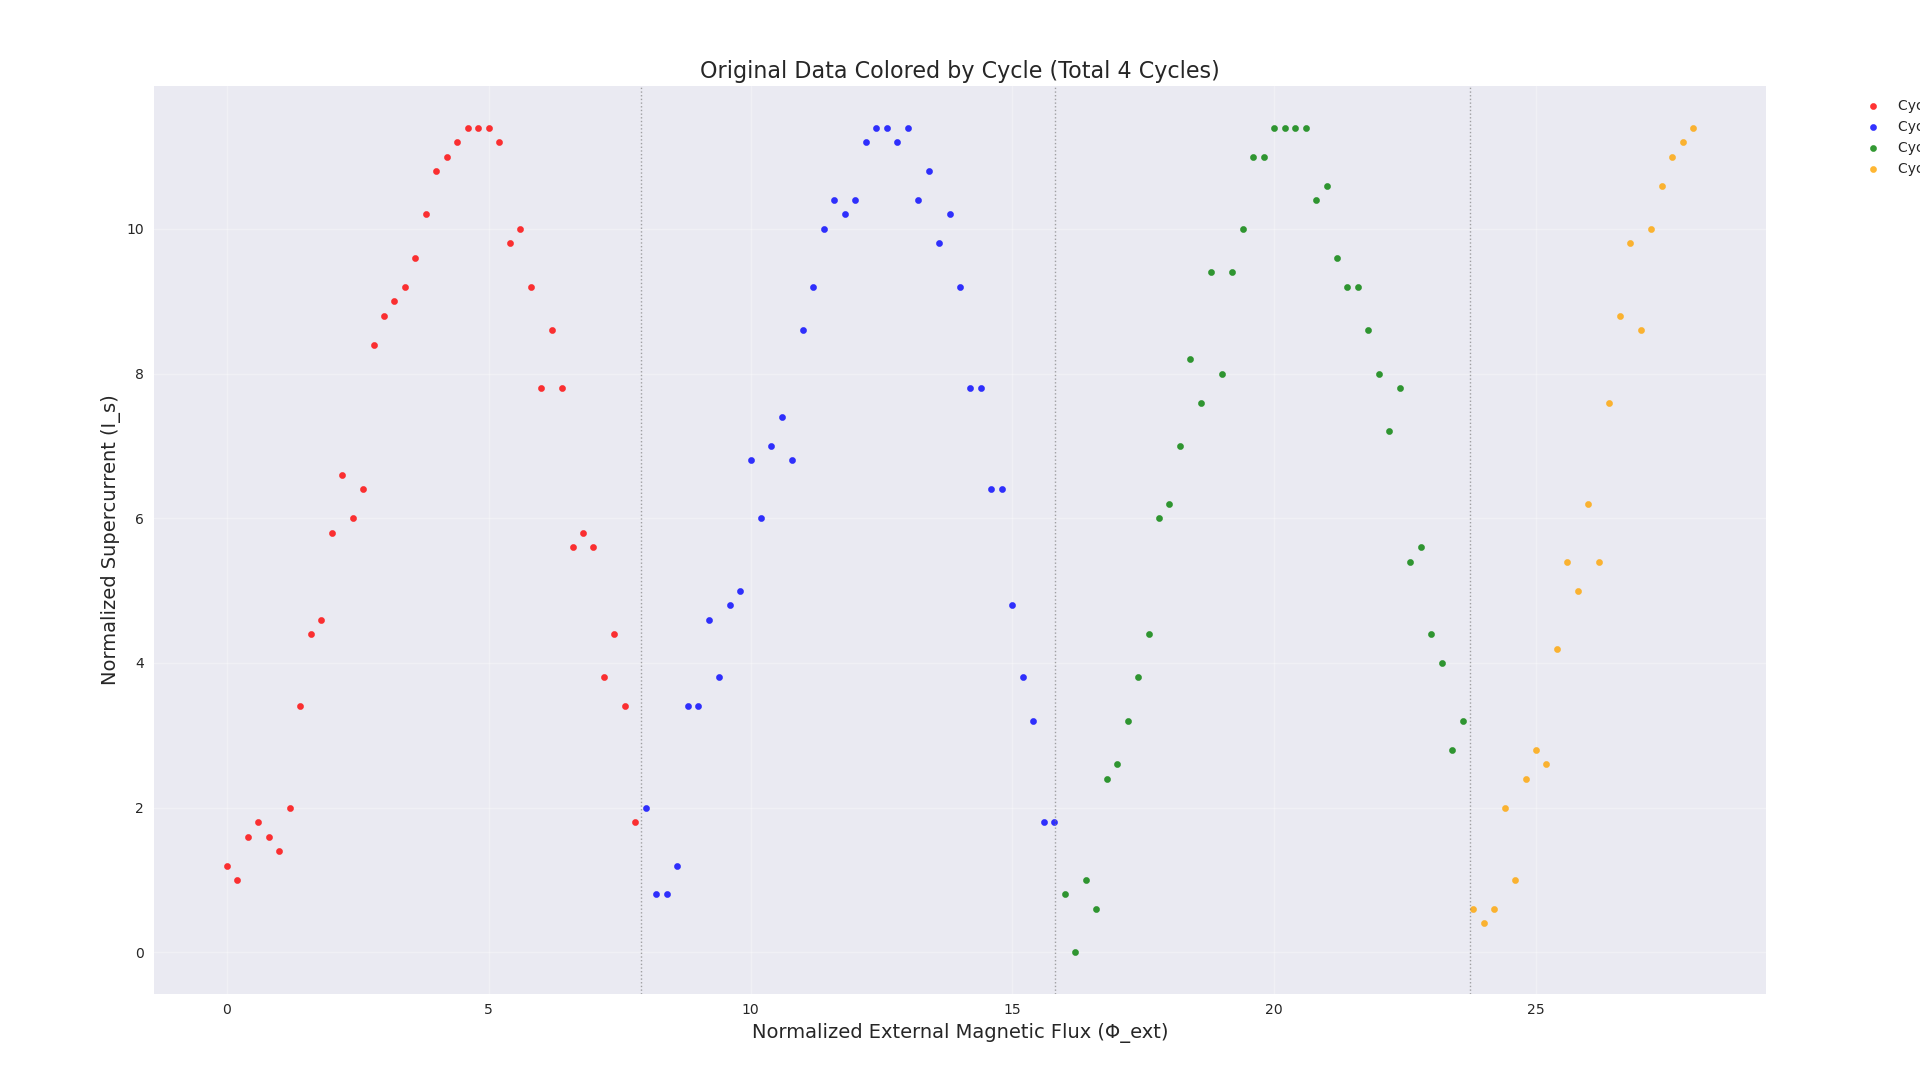 Original Data Colored by Cycle (Total 4 Cycles)
Cyc
Cyc
Cyc
Cyc
10
8
6
4
2
0
Normalized Supercurrent (I_s)
0 5 10 15 20 25
Normalized External Magnetic Flux (Φ_ext)